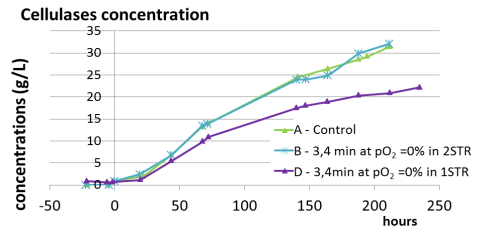 Cellulases concentration
concentrations (g/L)
35
30
25
20
15
10
5
0
-50 0 50 100 150 200 250
hours
A - Control
B - 3,4 min at pO₂ =0% in 2STR
D - 3,4min at pO₂ =0% in 1STR